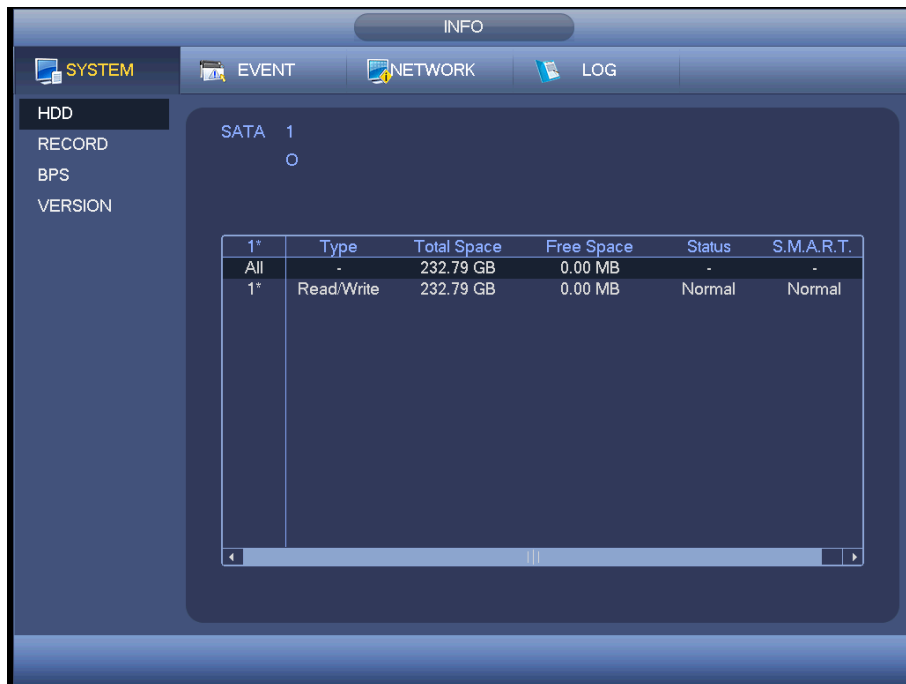 INFO
SYSTEM EVENT NETWORK LOG
HDD
RECORD
BPS
VERSION
SATA 1
O
1* Type Total Space Free Space Status S.M.A.R.T.
All - 232.79 GB 0.00 MB - -
1* Read/Write 232.79 GB 0.00 MB Normal Normal